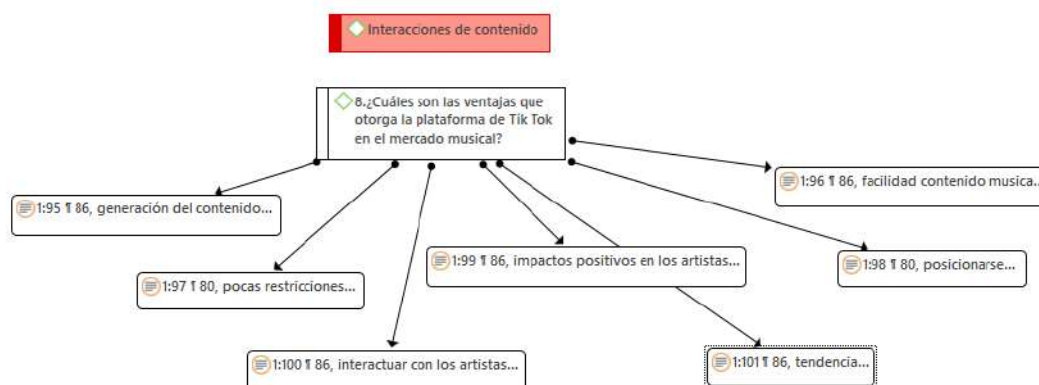 Interacciones de contenido
8.¿Cuáles son las ventajas que
otorga la plataforma de Tik Tok
en el mercado musical?
1:96 ¶ 86, facilidad contenido musica...
1:95 ¶ 86, generación del contenido...
1:99 ¶ 86, impactos positivos en los artistas...
1:98 ¶ 80, posicionarse...
1:97 ¶ 80, pocas restricciones...
1:100 ¶ 86, interactuar con los artistas...
1:101 ¶ 86, tendencia...